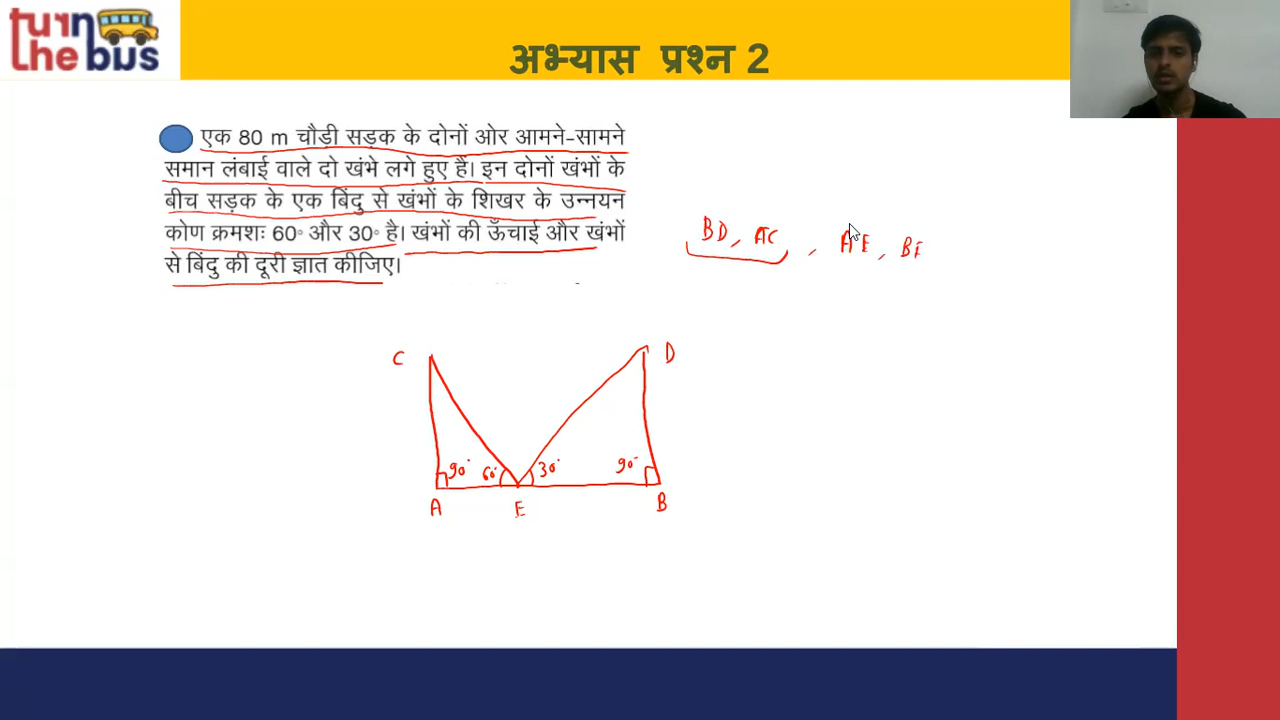 turn
the bus
अभ्यास प्रश्न 2
एक 80 m चौड़ी सड़क के दोनों ओर आमने-सामने
समान लंबाई वाले दो खंभे लगे हुए हैं। इन दोनों खंभों के
बीच सड़क के एक बिंदु से खंभों के शिखर के उन्नयन
कोण क्रमशः 60° और 30° है। खंभों की ऊँचाई और खंभों
से बिंदु की दूरी ज्ञात कीजिए।
BD, AC, AE, BE
C D
90° 60° 30° 90°
A E B